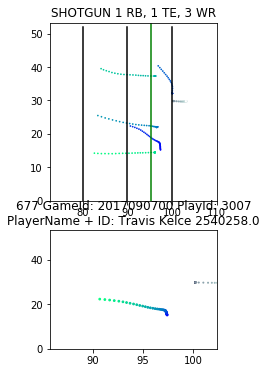 SHOTGUN 1 RB, 1 TE, 3 WR
50
40
30
20
10
0
80 90 100 110
677 GameId: 2017090700 PlayId: 3007
PlayerName + ID: Travis Kelce 2540258.0
40
20
0
90 95 100